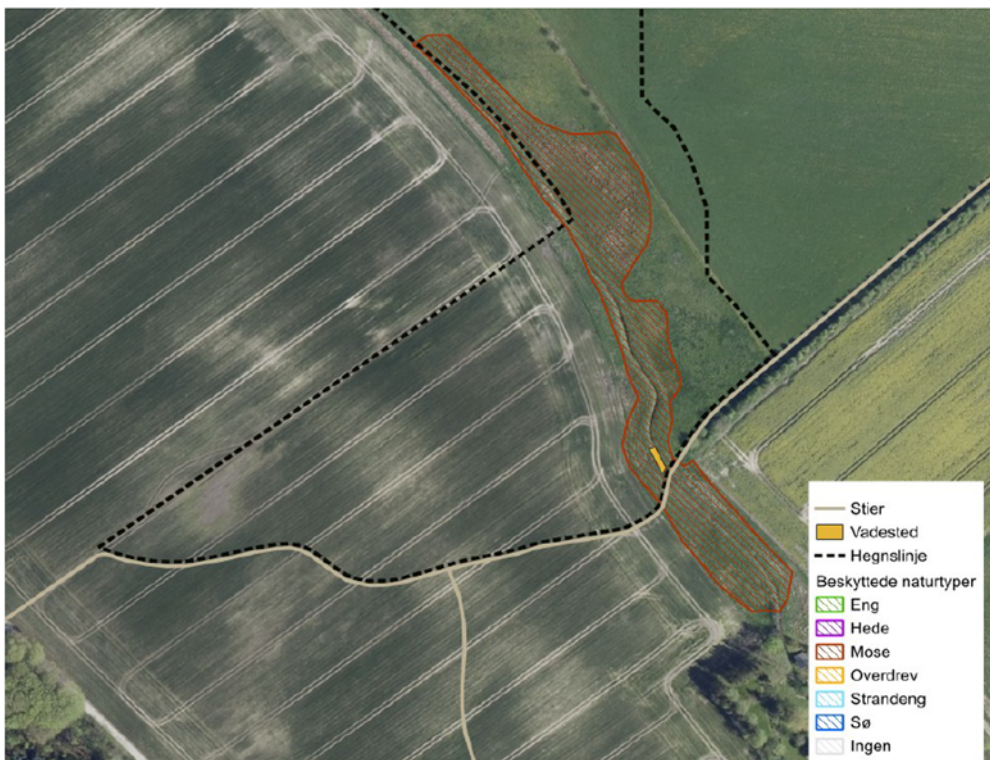 Stier
Vadested
Hegnslinje
Beskyttede naturtyper
Eng
Hede
Mose
Overdrev
Strandeng
Sø
Ingen